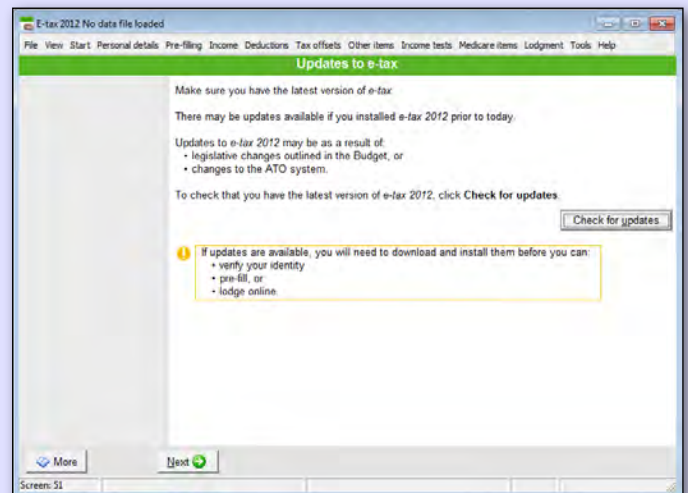 E-tax 2012 No data file loaded
File View Start Personal details Pre-filling Income Deductions Tax offsets Other items Income tests Medicare items Lodgment Tools Help
Updates to e-tax
Make sure you have the latest version of e-tax
There may be updates available if you installed e-tax 2012 prior to today.
Updates to e-tax 2012 may be as a result of:
• legislative changes outlined in the Budget, or
• changes to the ATO system.
To check that you have the latest version of e-tax 2012, click Check for updates.
Check for updates
If updates are available, you will need to download and install them before you can:
• verify your identity
• pre-fill, or
• lodge online.
More
Next
Screen: 51